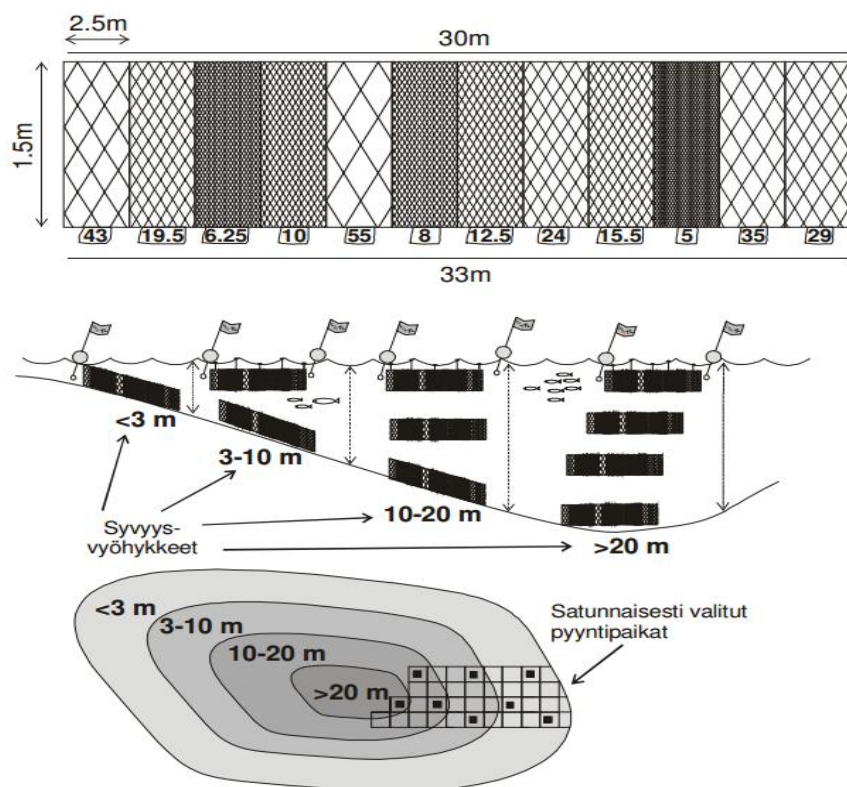 2.5m
30m
1.5m
43 19.5 6.25 10 55 8 12.5 24 15.5 5 35 29
33m
<3 m
3-10 m
10-20 m
>20 m
Syvyys-
vyöhykkeet
<3 m
3-10 m
10-20 m
>20 m
Satunnaisesti valitut
pyyntipaikat